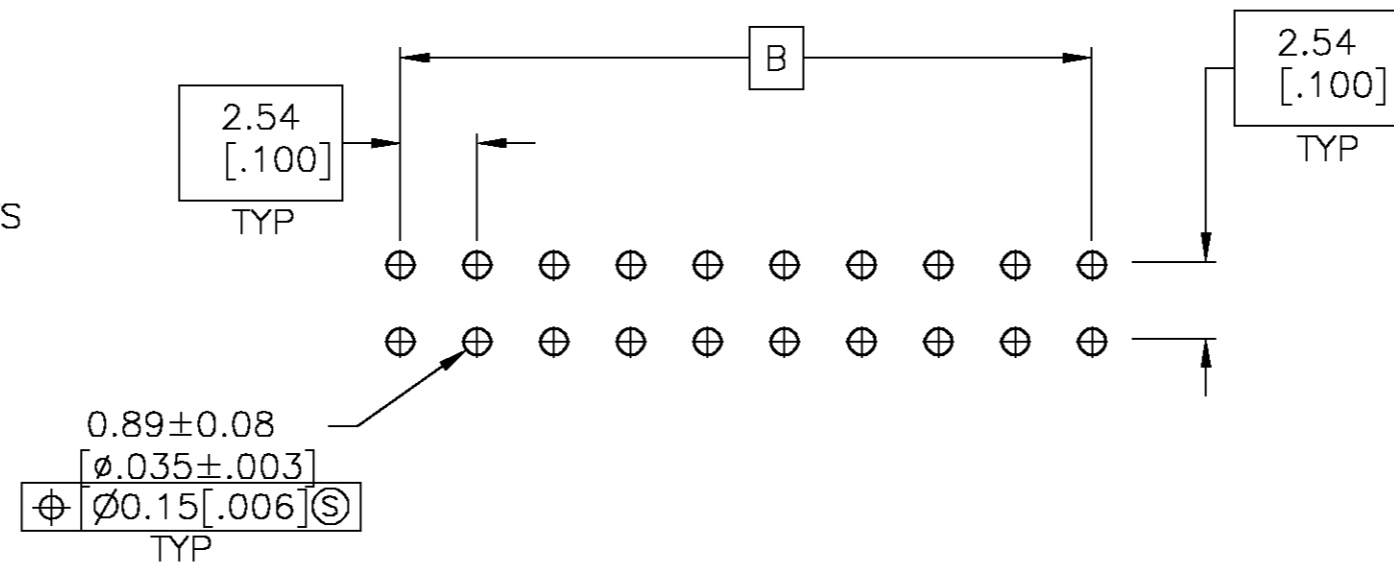 B
2.54
[.100]
TYP
2.54
[.100]
TYP
S
0.89±0.08
[ø.035±.003]
⌖ Ø0.15[.006]Ⓢ
TYP